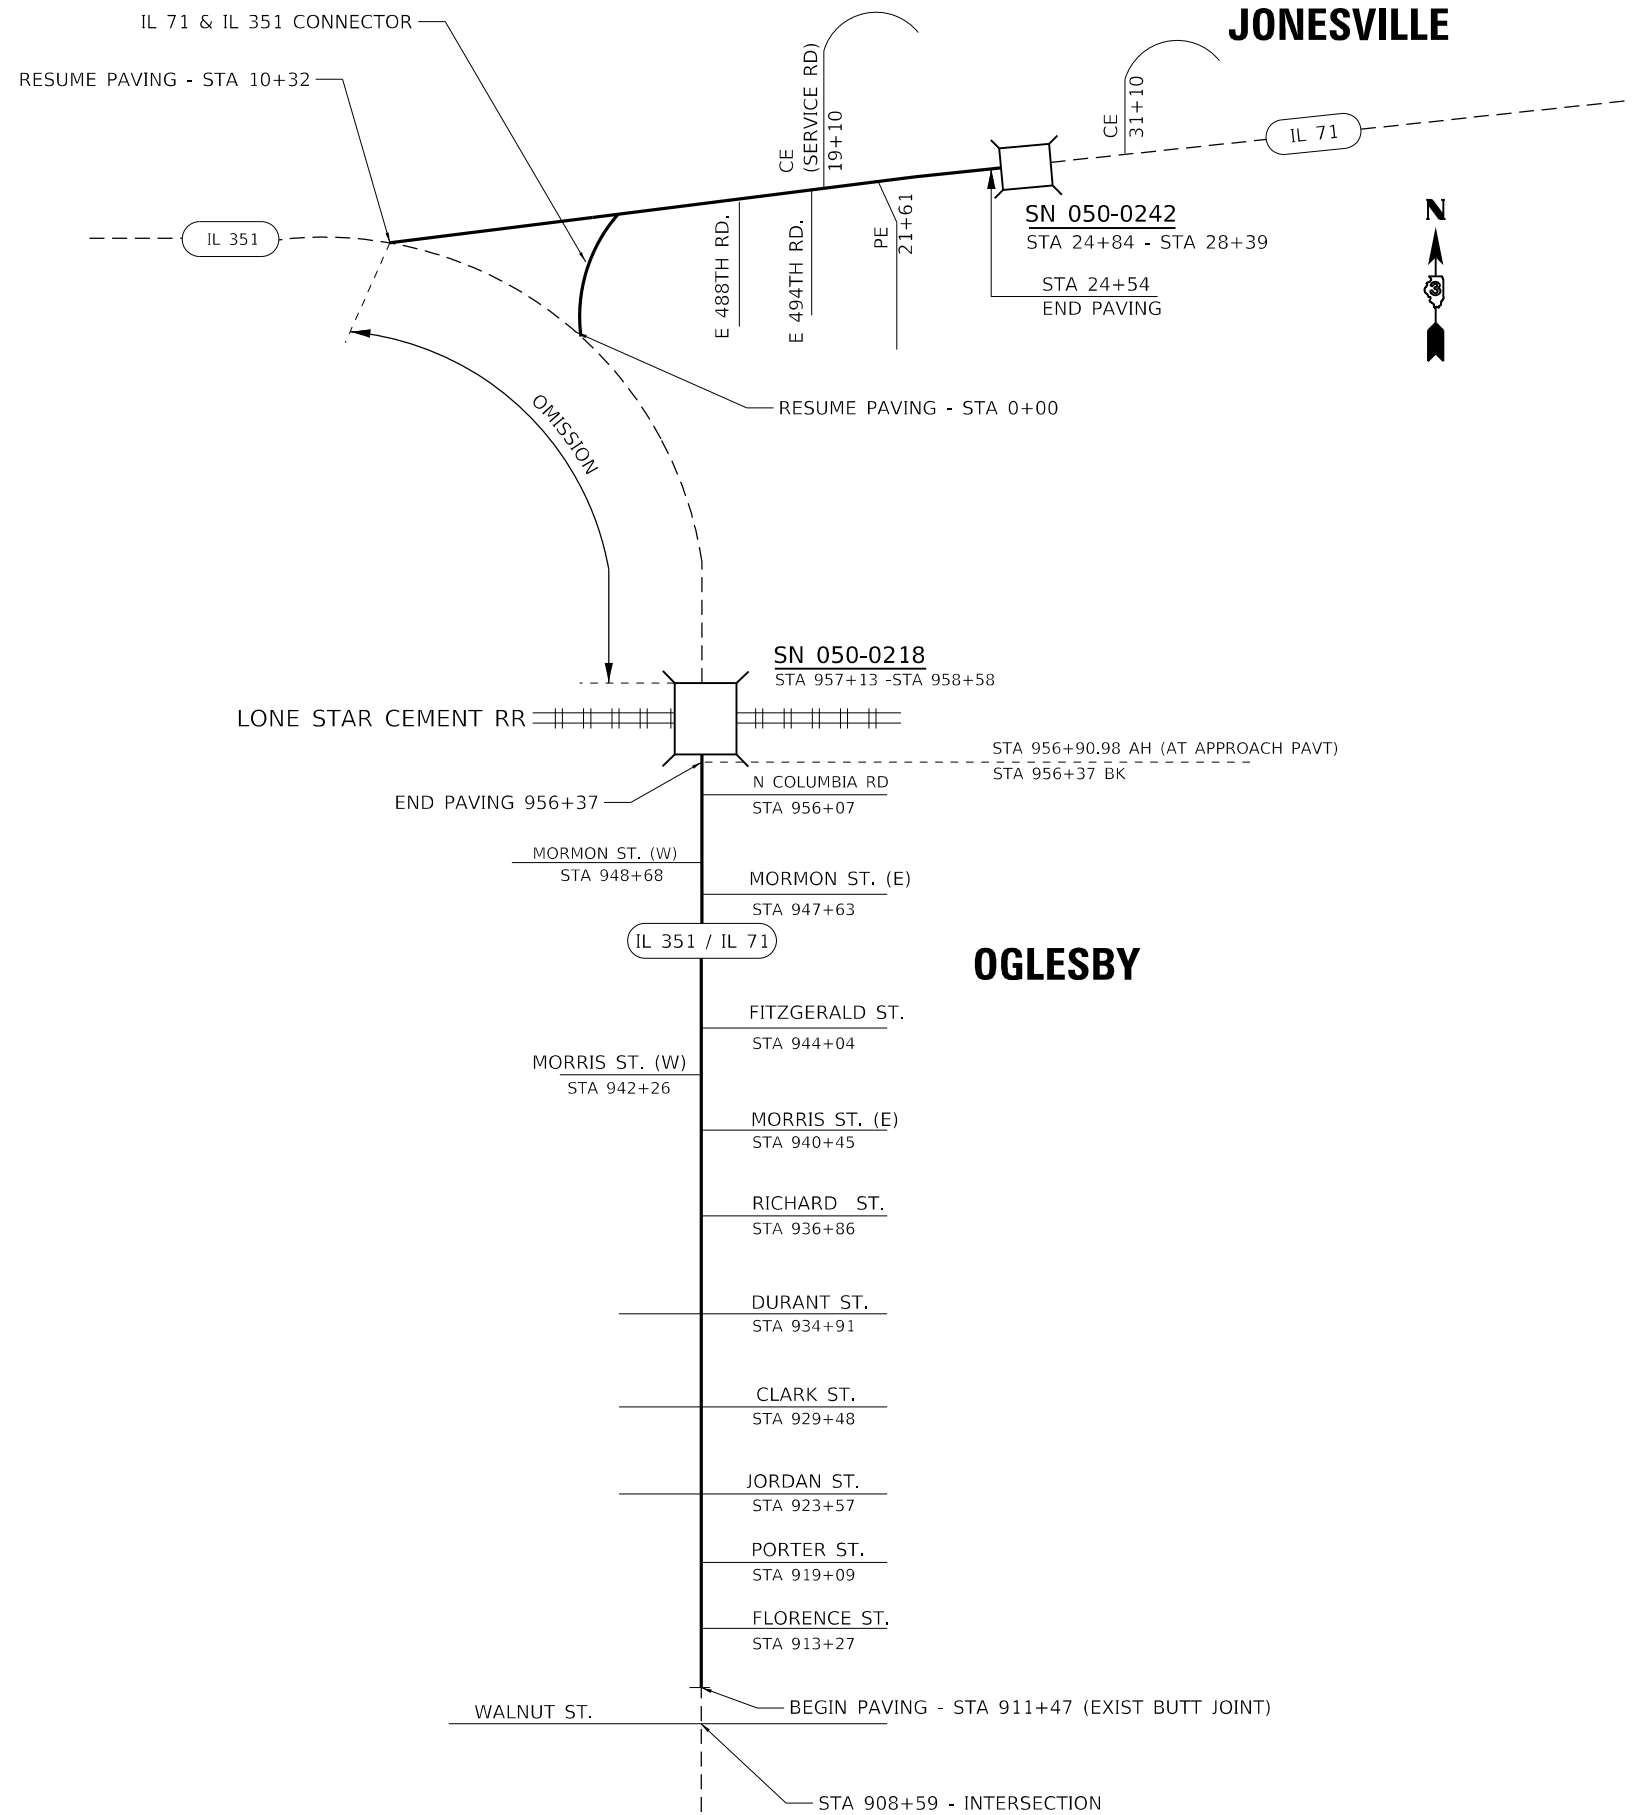 JONESVILLE
IL 71 & IL 351 CONNECTOR
RESUME PAVING - STA 10+32
CE
(SERVICE RD)
19+10
CE
31+10
IL 71
IL 351
E 488TH RD.
E 494TH RD.
PE
21+61
SN 050-0242
STA 24+84 - STA 28+39
STA 24+54
END PAVING
N
3
RESUME PAVING - STA 0+00
OMISSION
SN 050-0218
STA 957+13 -STA 958+58
LONE STAR CEMENT RR
STA 956+90.98 AH (AT APPROACH PAVT)
STA 956+37 BK
END PAVING 956+37
N COLUMBIA RD
STA 956+07
MORMON ST. (W)
STA 948+68
MORMON ST. (E)
STA 947+63
IL 351 / IL 71
OGLESBY
FITZGERALD ST.
STA 944+04
MORRIS ST. (W)
STA 942+26
MORRIS ST. (E)
STA 940+45
RICHARD ST.
STA 936+86
DURANT ST.
STA 934+91
CLARK ST.
STA 929+48
JORDAN ST.
STA 923+57
PORTER ST.
STA 919+09
FLORENCE ST.
STA 913+27
BEGIN PAVING - STA 911+47 (EXIST BUTT JOINT)
WALNUT ST.
STA 908+59 - INTERSECTION